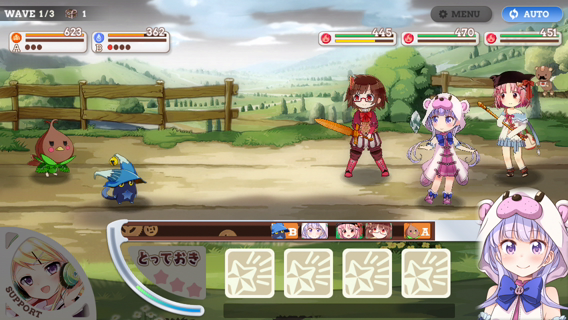 WAVE 1/3 1
MENU
AUTO
623
A
362
B
445
470
451
B
A
とっておき
SUPPORT